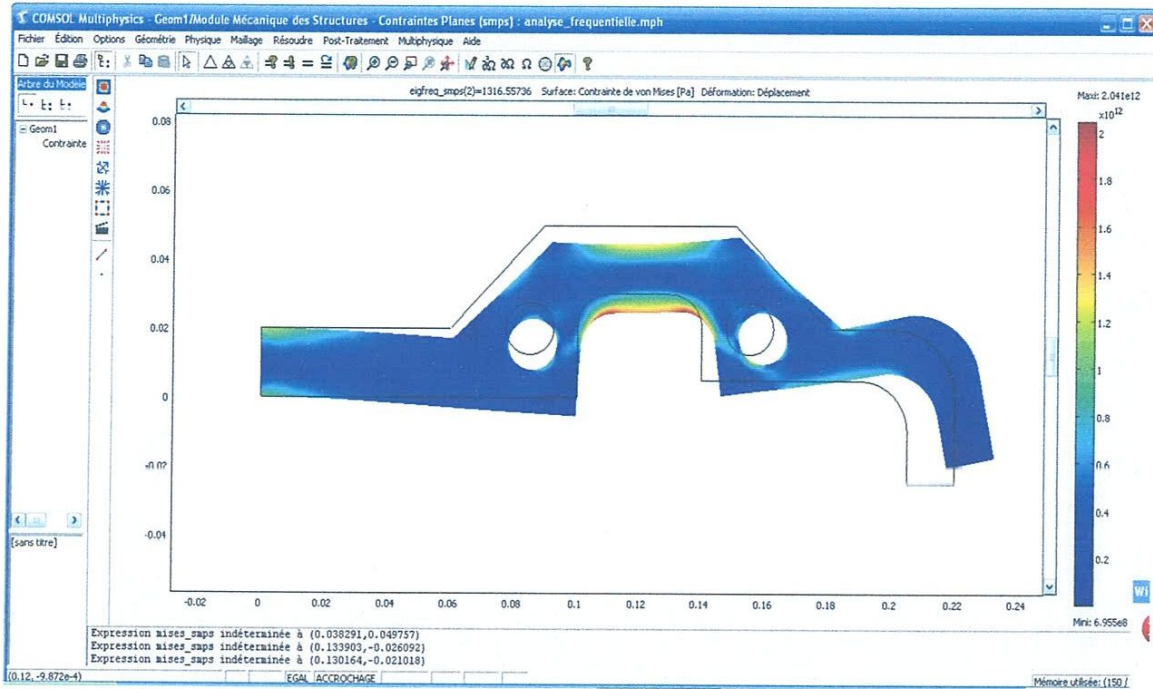 COMSOL Multiphysics - Geom1/Module Mécanique des Structures - Contraintes Planes (smps) : analyse_frequentielle.mph
Fichier Édition Options Géométrie Physique Maillage Résoudre Post-Traitement Multiphysique Aide
Arbre du Modèle
Geom1
Contrainte
eigfreq_smps(2)=1316.55736 Surface: Contrainte de von Mises [Pa] Déformation: Déplacement
Maxi: 2.041e12
x10^12
0.08
0.06
0.04
0.02
0
-0.02
-0.04
-0.02 0 0.02 0.04 0.06 0.08 0.1 0.12 0.14 0.16 0.18 0.2 0.22 0.24
2
1.8
1.6
1.4
1.2
1
0.8
0.6
0.4
0.2
Mini: 6.955e8
Wi
[sans titre]
Expression mises_smps indéterminée à (0.038291,0.049757)
Expression mises_smps indéterminée à (0.133903,-0.026092)
Expression mises_smps indéterminée à (0.130164,-0.021018)
(0.12, -9.872e-4)
EGAL ACCROCHAGE
Mémoire utilisée: (150 /